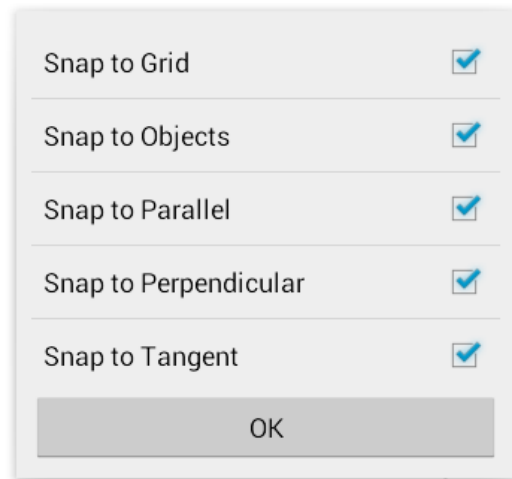 Snap to Grid
Snap to Objects
Snap to Parallel
Snap to Perpendicular
Snap to Tangent
OK